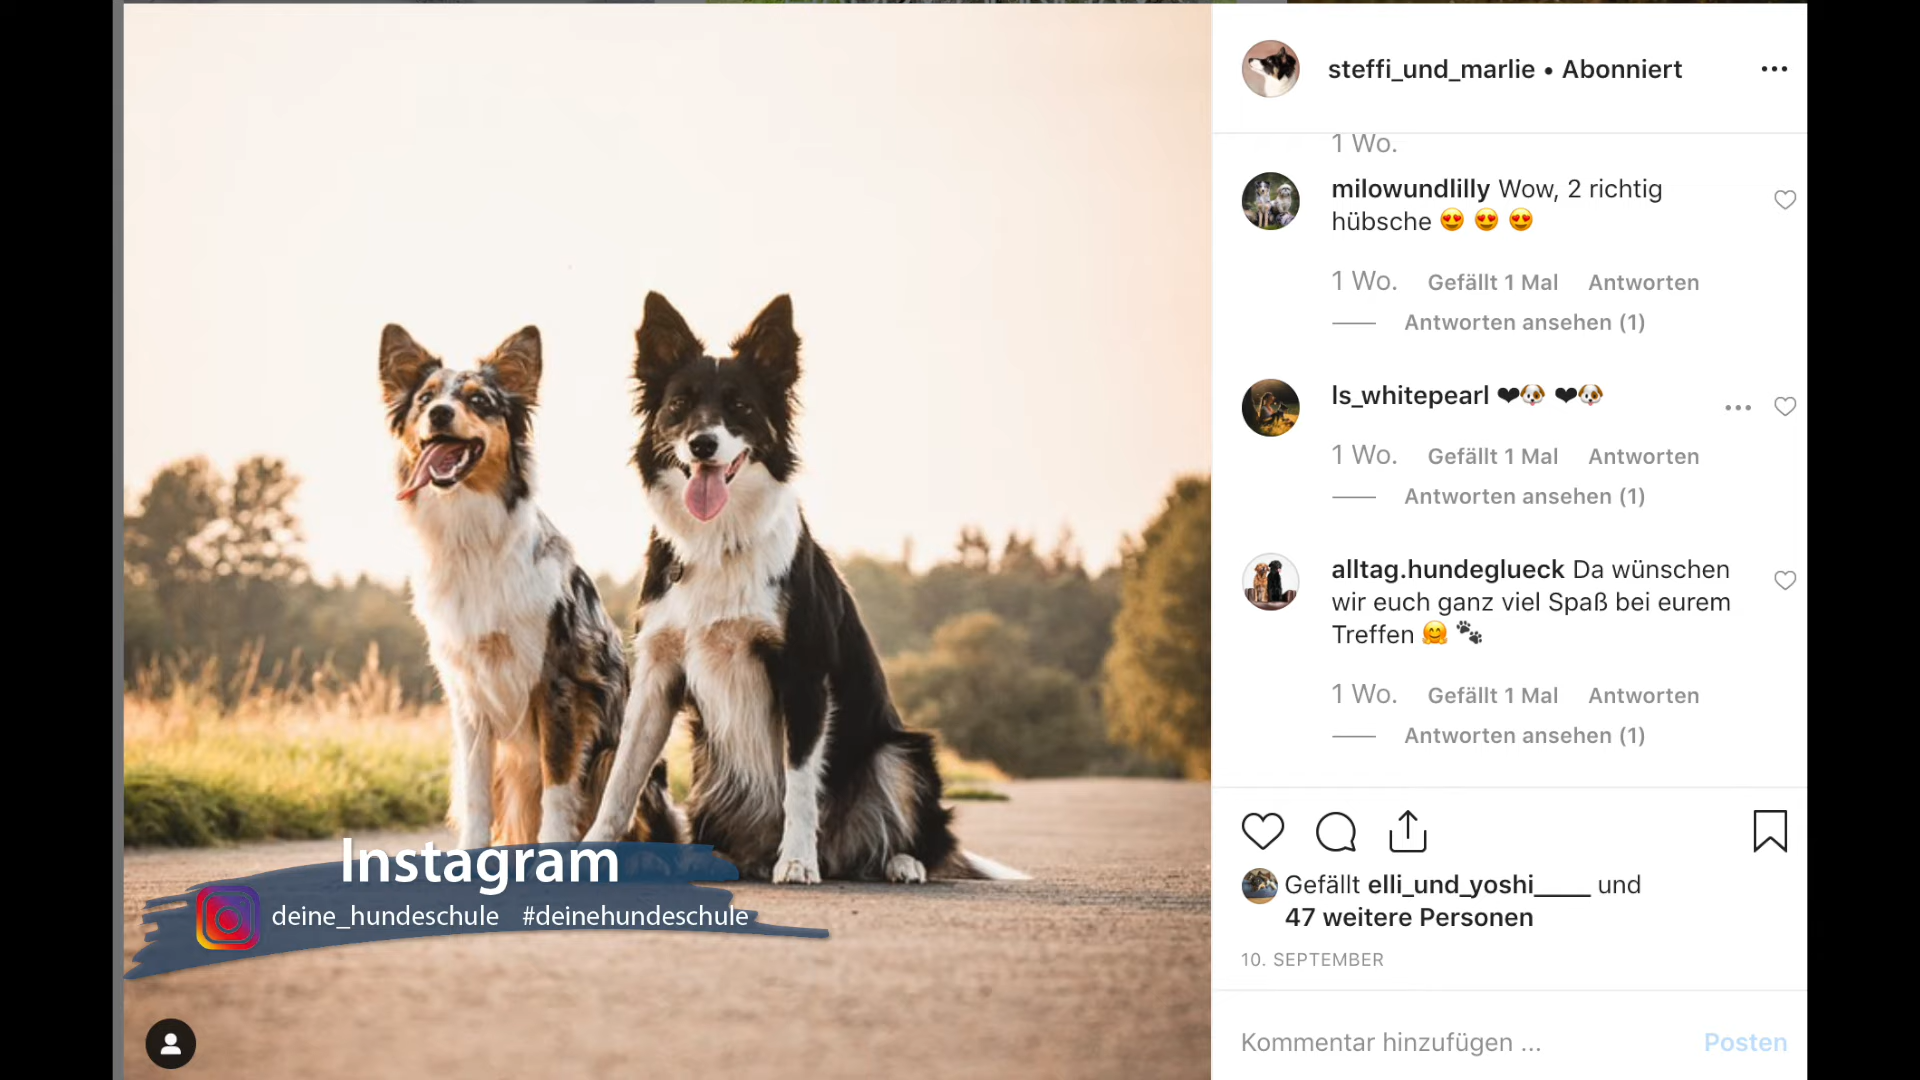 steffi_und_marlie • Abonniert
1 Wo.
milowundlilly Wow, 2 richtig
hübsche 😍 😍 😍
1 Wo. Gefällt 1 Mal Antworten
Antworten ansehen (1)
ls_whitepearl ❤🐶 ❤🐶
1 Wo. Gefällt 1 Mal Antworten
Antworten ansehen (1)
alltag.hundeglueck Da wünschen
wir euch ganz viel Spaß bei eurem
Treffen 🤗 🐾
1 Wo. Gefällt 1 Mal Antworten
Antworten ansehen (1)
Gefällt elli_und_yoshi_____ und
47 weitere Personen
10. SEPTEMBER
Kommentar hinzufügen ... Posten
Instagram
deine_hundeschule #deinehundeschule